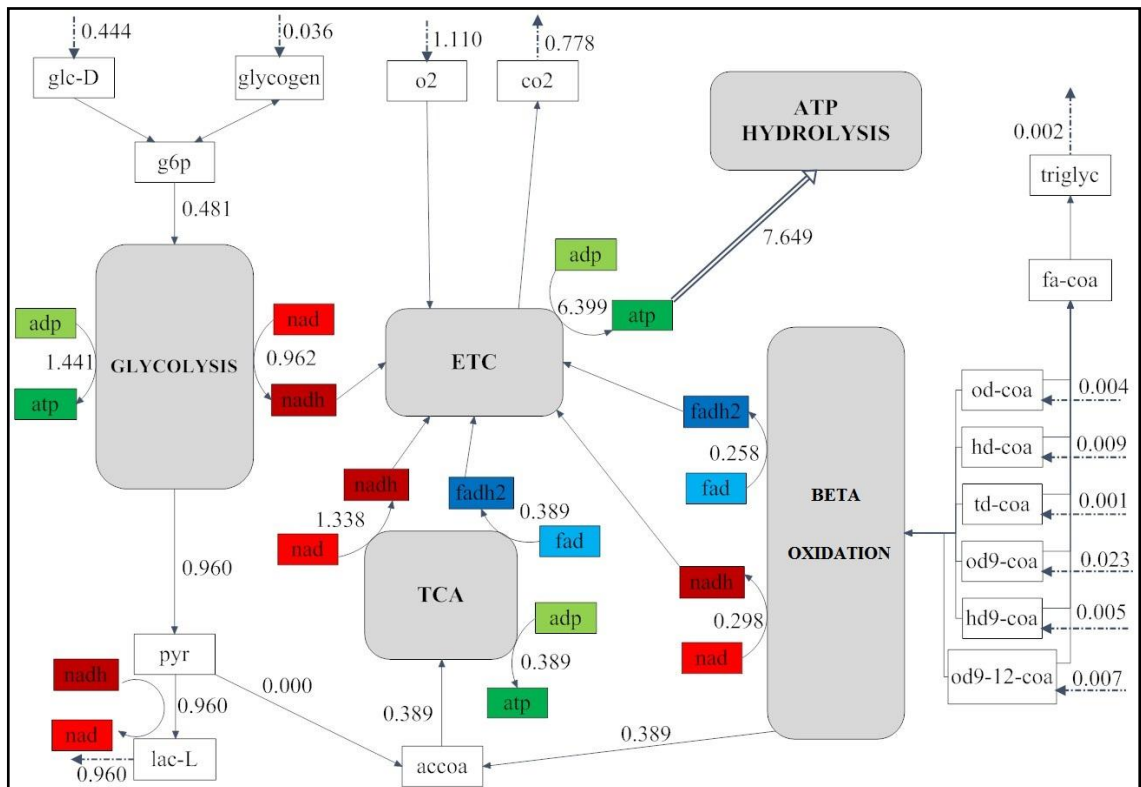 0.444
0.036
1.110
0.778
glc-D
glycogen
o2
co2
ATP
HYDROLYSIS
0.002
triglyc
g6p
0.481
7.649
fa-coa
adp
1.441
atp
GLYCOLYSIS
nad
0.962
nadh
ETC
adp
6.399
atp
fadh2
0.258
fad
BETA
OXIDATION
od-coa
0.004
hd-coa
0.009
td-coa
0.001
od9-coa
0.023
hd9-coa
0.005
od9-12-coa
0.007
nadh
1.338
nad
fadh2
0.389
fad
TCA
nadh
0.298
nad
adp
0.389
atp
0.960
pyr
nadh
0.960
nad
lac-L
0.960
0.000
0.389
accoa
0.389